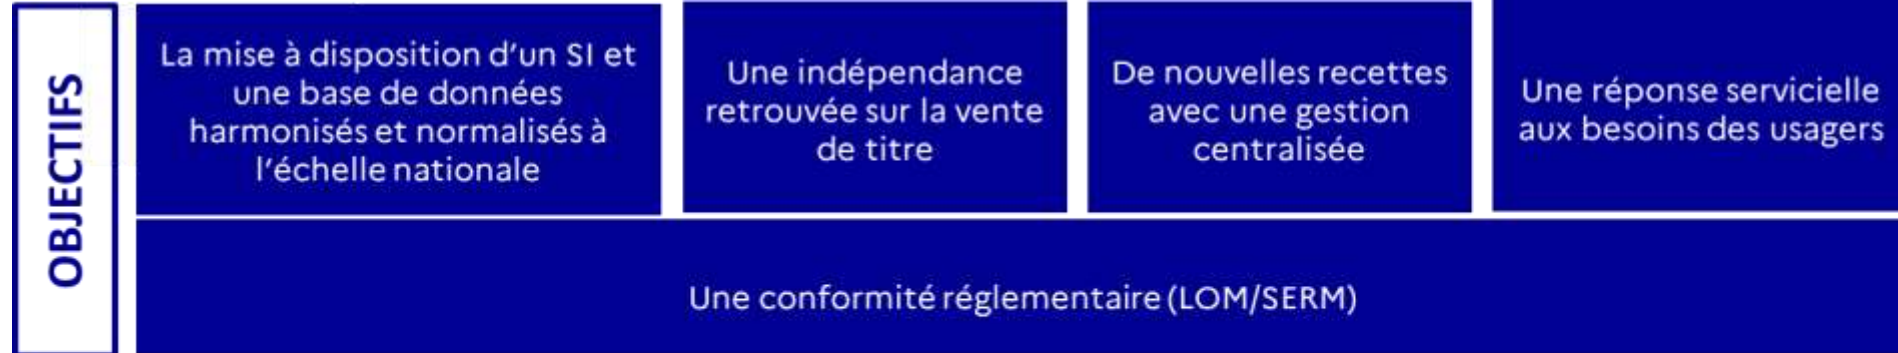 OBJECTIFS
La mise à disposition d'un SI et
une base de données
harmonisés et normalisés à
l'échelle nationale
Une indépendance
retrouvée sur la vente
de titre
De nouvelles recettes
avec une gestion
centralisée
Une réponse servicielle
aux besoins des usagers
Une conformité réglementaire (LOM/SERM)